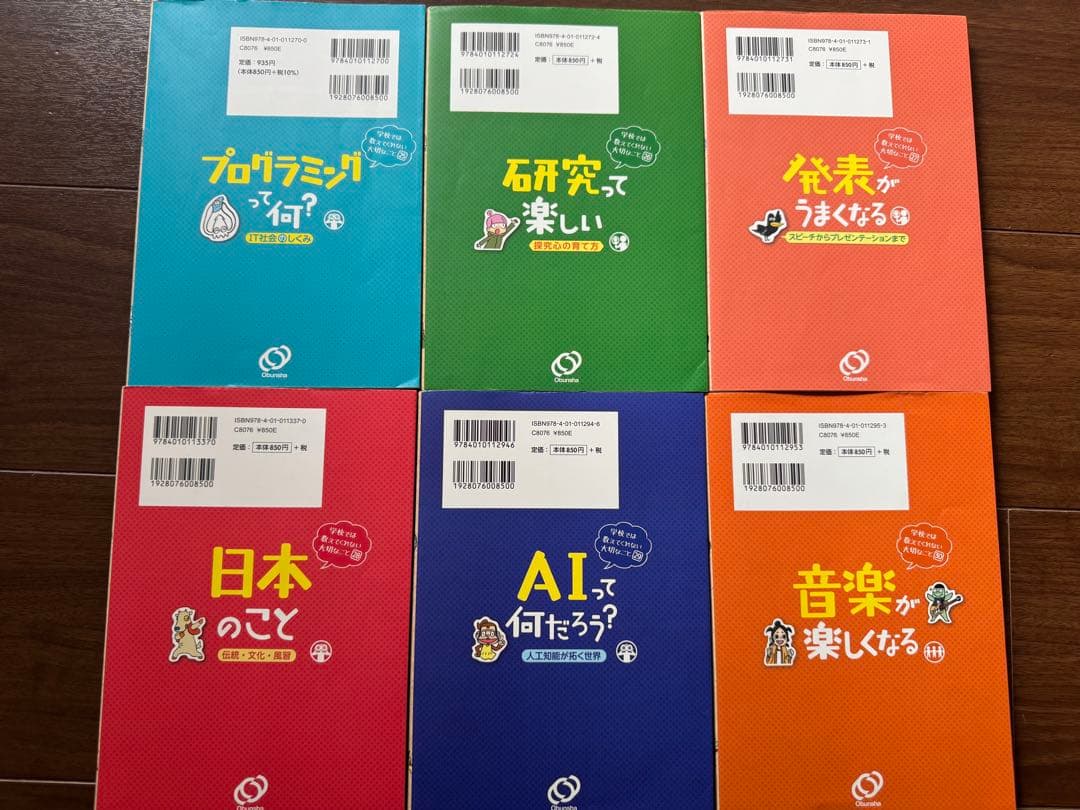 ISBN978-4-01-011270-0
C8076 ¥850E
定価：935円
（本体850円＋税10%）
9784010112700
1928076008500
学校では
教えてくれない
大切なこと㉕
プログラミング
って何?
IT社会のしくみ
Obunsha
9784010112724
1928076008500
ISBN978-4-01-011272-4
C8076 ¥850E
定価：本体850円＋税
学校では
教えてくれない
大切なこと㉖
研究って
楽しい
探究心の育て方
Obunsha
9784010112731
1928076008500
ISBN978-4-01-011273-1
C8076 ¥850E
定価：本体850円＋税
学校では
教えてくれない
大切なこと㉗
発表が
うまくなる
スピーチからプレゼンテーションまで
Obunsha
ISBN978-4-01-011337-0
C8076 ¥850E
9784010113370
定価：本体850円＋税
1928076008500
学校では
教えてくれない
大切なこと㉘
日本
のこと
伝統・文化・風習
Obunsha
9784010112946
1928076008500
ISBN978-4-01-011294-6
C8076 ¥850E
定価：本体850円＋税
学校では
教えてくれない
大切なこと㉙
AIって
何だろう?
人工知能が拓く世界
Obunsha
9784010112953
1928076008500
ISBN978-4-01-011295-3
C8076 ¥850E
定価：本体850円＋税
学校では
教えてくれない
大切なこと㉚
音楽が
楽しくなる
Obunsha